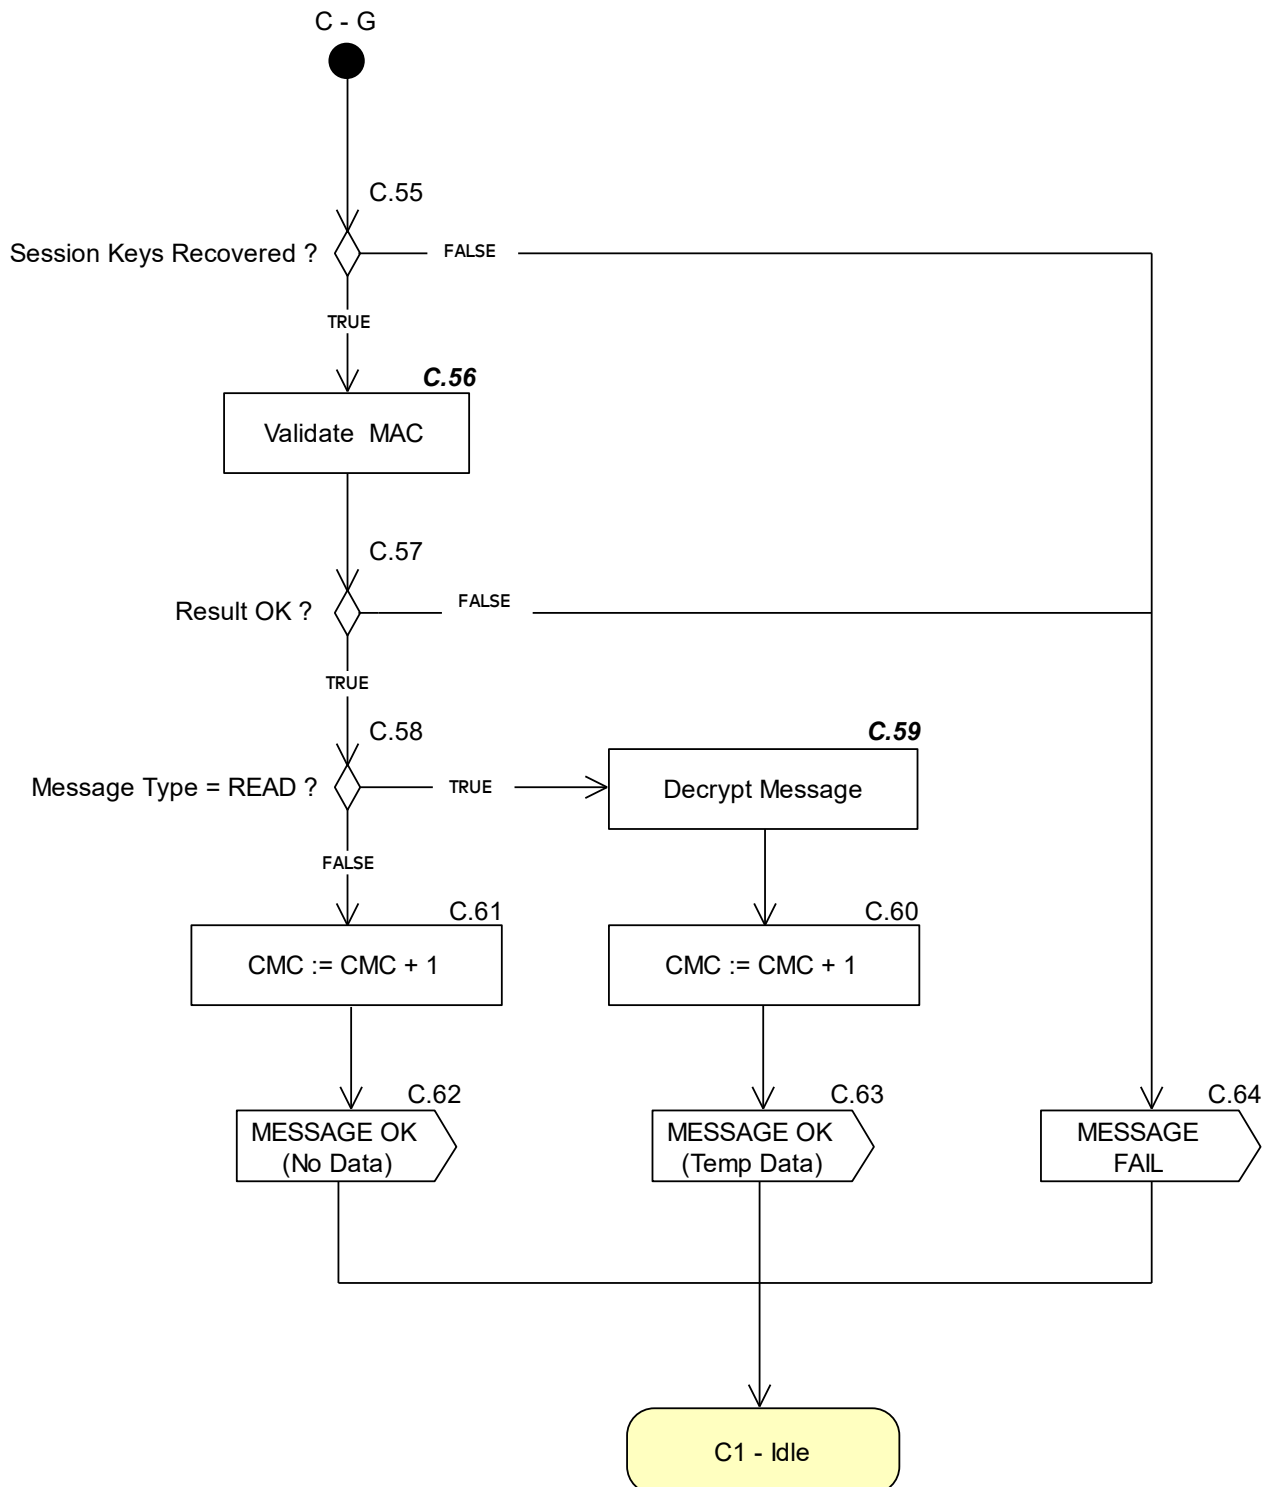 C - G
C.55
Session Keys Recovered ?
FALSE
TRUE
C.56
Validate MAC
C.57
Result OK ?
FALSE
TRUE
C.58
C.59
Message Type = READ ?
TRUE
Decrypt Message
FALSE
C.61
C.60
CMC := CMC + 1
CMC := CMC + 1
C.62
C.63
C.64
MESSAGE OK
(No Data)
MESSAGE OK
(Temp Data)
MESSAGE
FAIL
C1 - Idle